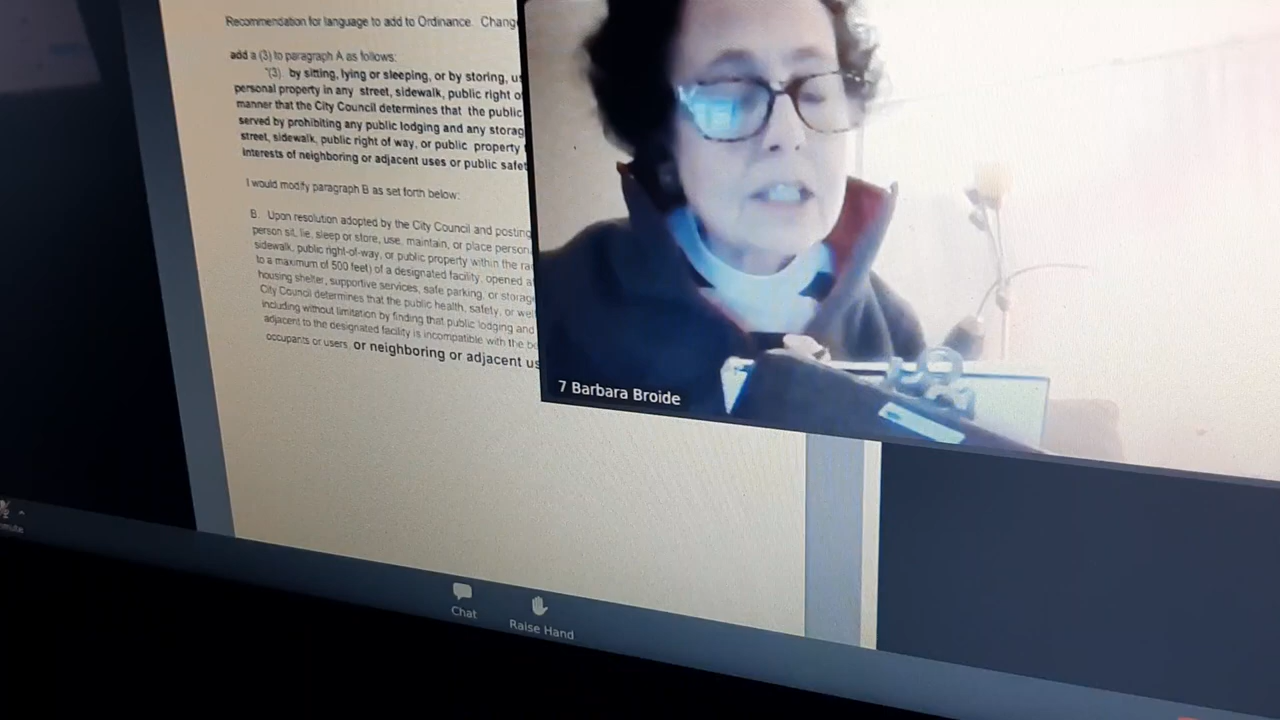 Recommendation for language to add to Ordinance. Chang
add a (3) to paragraph A as follows:
"(3) by sitting, lying or sleeping, or by storing, us
personal property in any street, sidewalk, public right o
manner that the City Council determines that the public
served by prohibiting any public lodging and any storag
street, sidewalk, public right of way, or public property
interests of neighboring or adjacent uses or public safet
I would modify paragraph B as set forth below:
B. Upon resolution adopted by the City Council and posting
person sit, lie, sleep or store, use, maintain, or place person
sidewalk, public right-of-way, or public property within the ra
to a maximum of 500 feet) of a designated facility, opened a
housing shelter, supportive services, safe parking, or storage
City Council determines that the public health, safety, or wel
including without limitation by finding that public lodging and
adjacent to the designated facility is incompatible with the
occupants or users or neighboring or adjacent us
7 Barbara Broide
Chat
Raise Hand